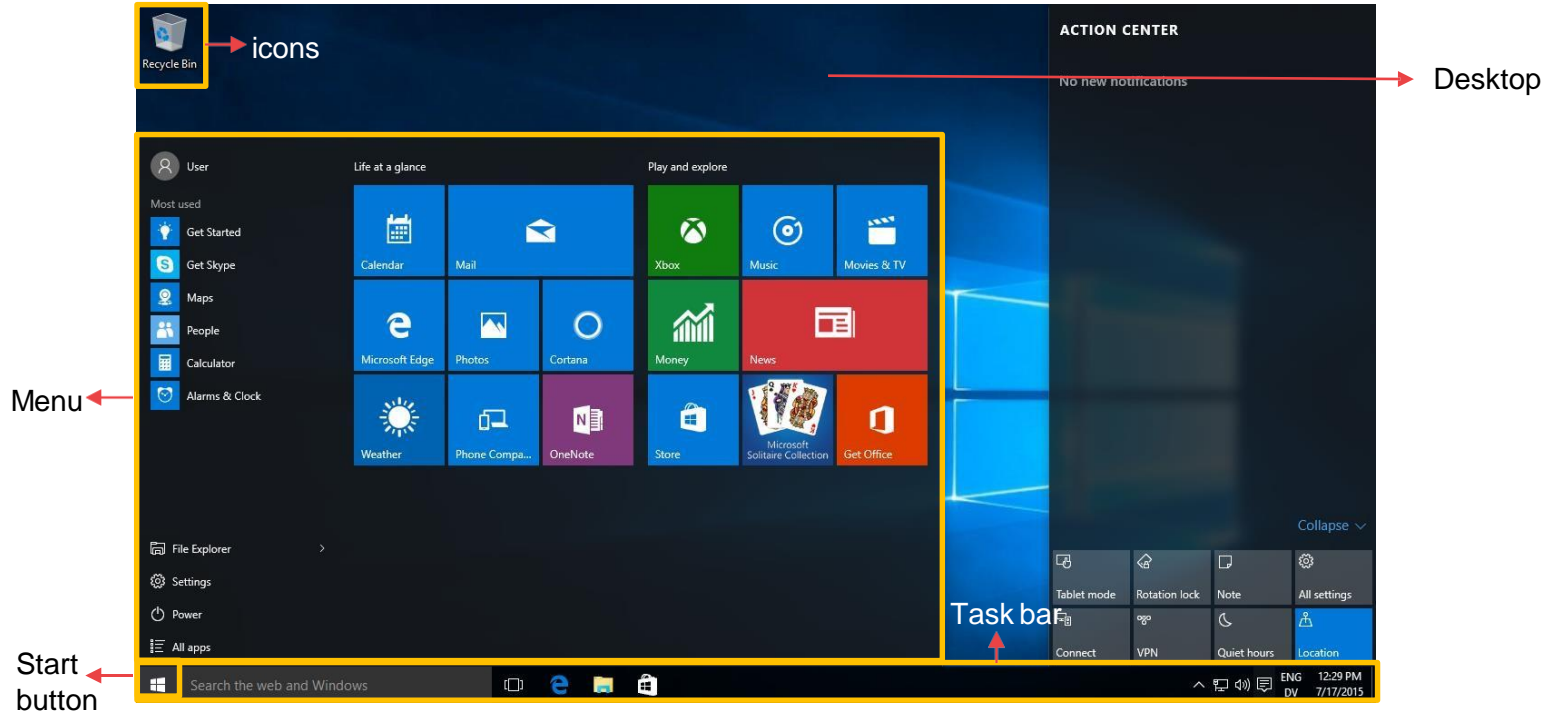 Recycle Bin
icons
ACTION CENTER
No new notifications
Desktop
User
Most used
Get Started
Get Skype
Maps
People
Calculator
Alarms & Clock
File Explorer
Settings
Power
All apps
Life at a glance
Calendar
Mail
Microsoft Edge
Photos
Cortana
Weather
Phone Compa...
OneNote
Play and explore
Xbox
Music
Movies & TV
Money
News
Store
Microsoft
Solitaire Collection
Get Office
Menu
Collapse
Tablet mode
Rotation lock
Note
All settings
Connect
VPN
Quiet hours
Location
Task bar
Start
button
Search the web and Windows
ENG
DV
12:29 PM
7/17/2015